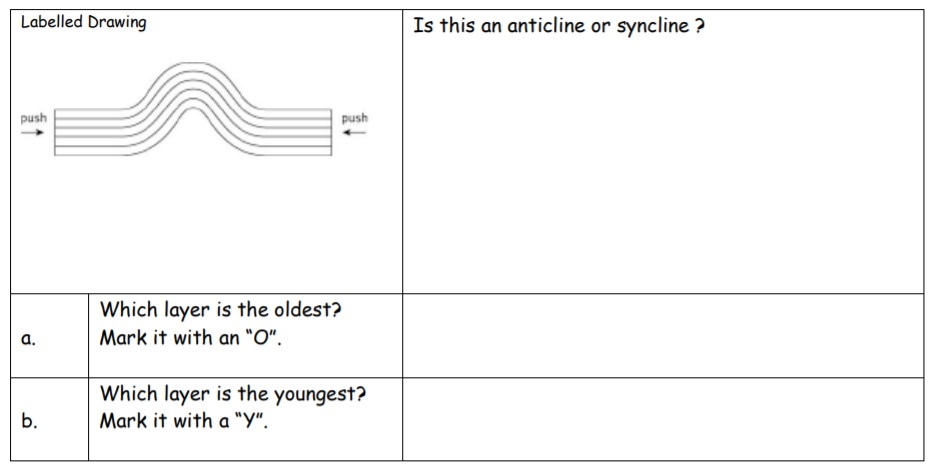 Labelled Drawing
push
push
Is this an anticline or syncline ?
a.
Which layer is the oldest?
Mark it with an “O”.
b.
Which layer is the youngest?
Mark it with a “Y”.